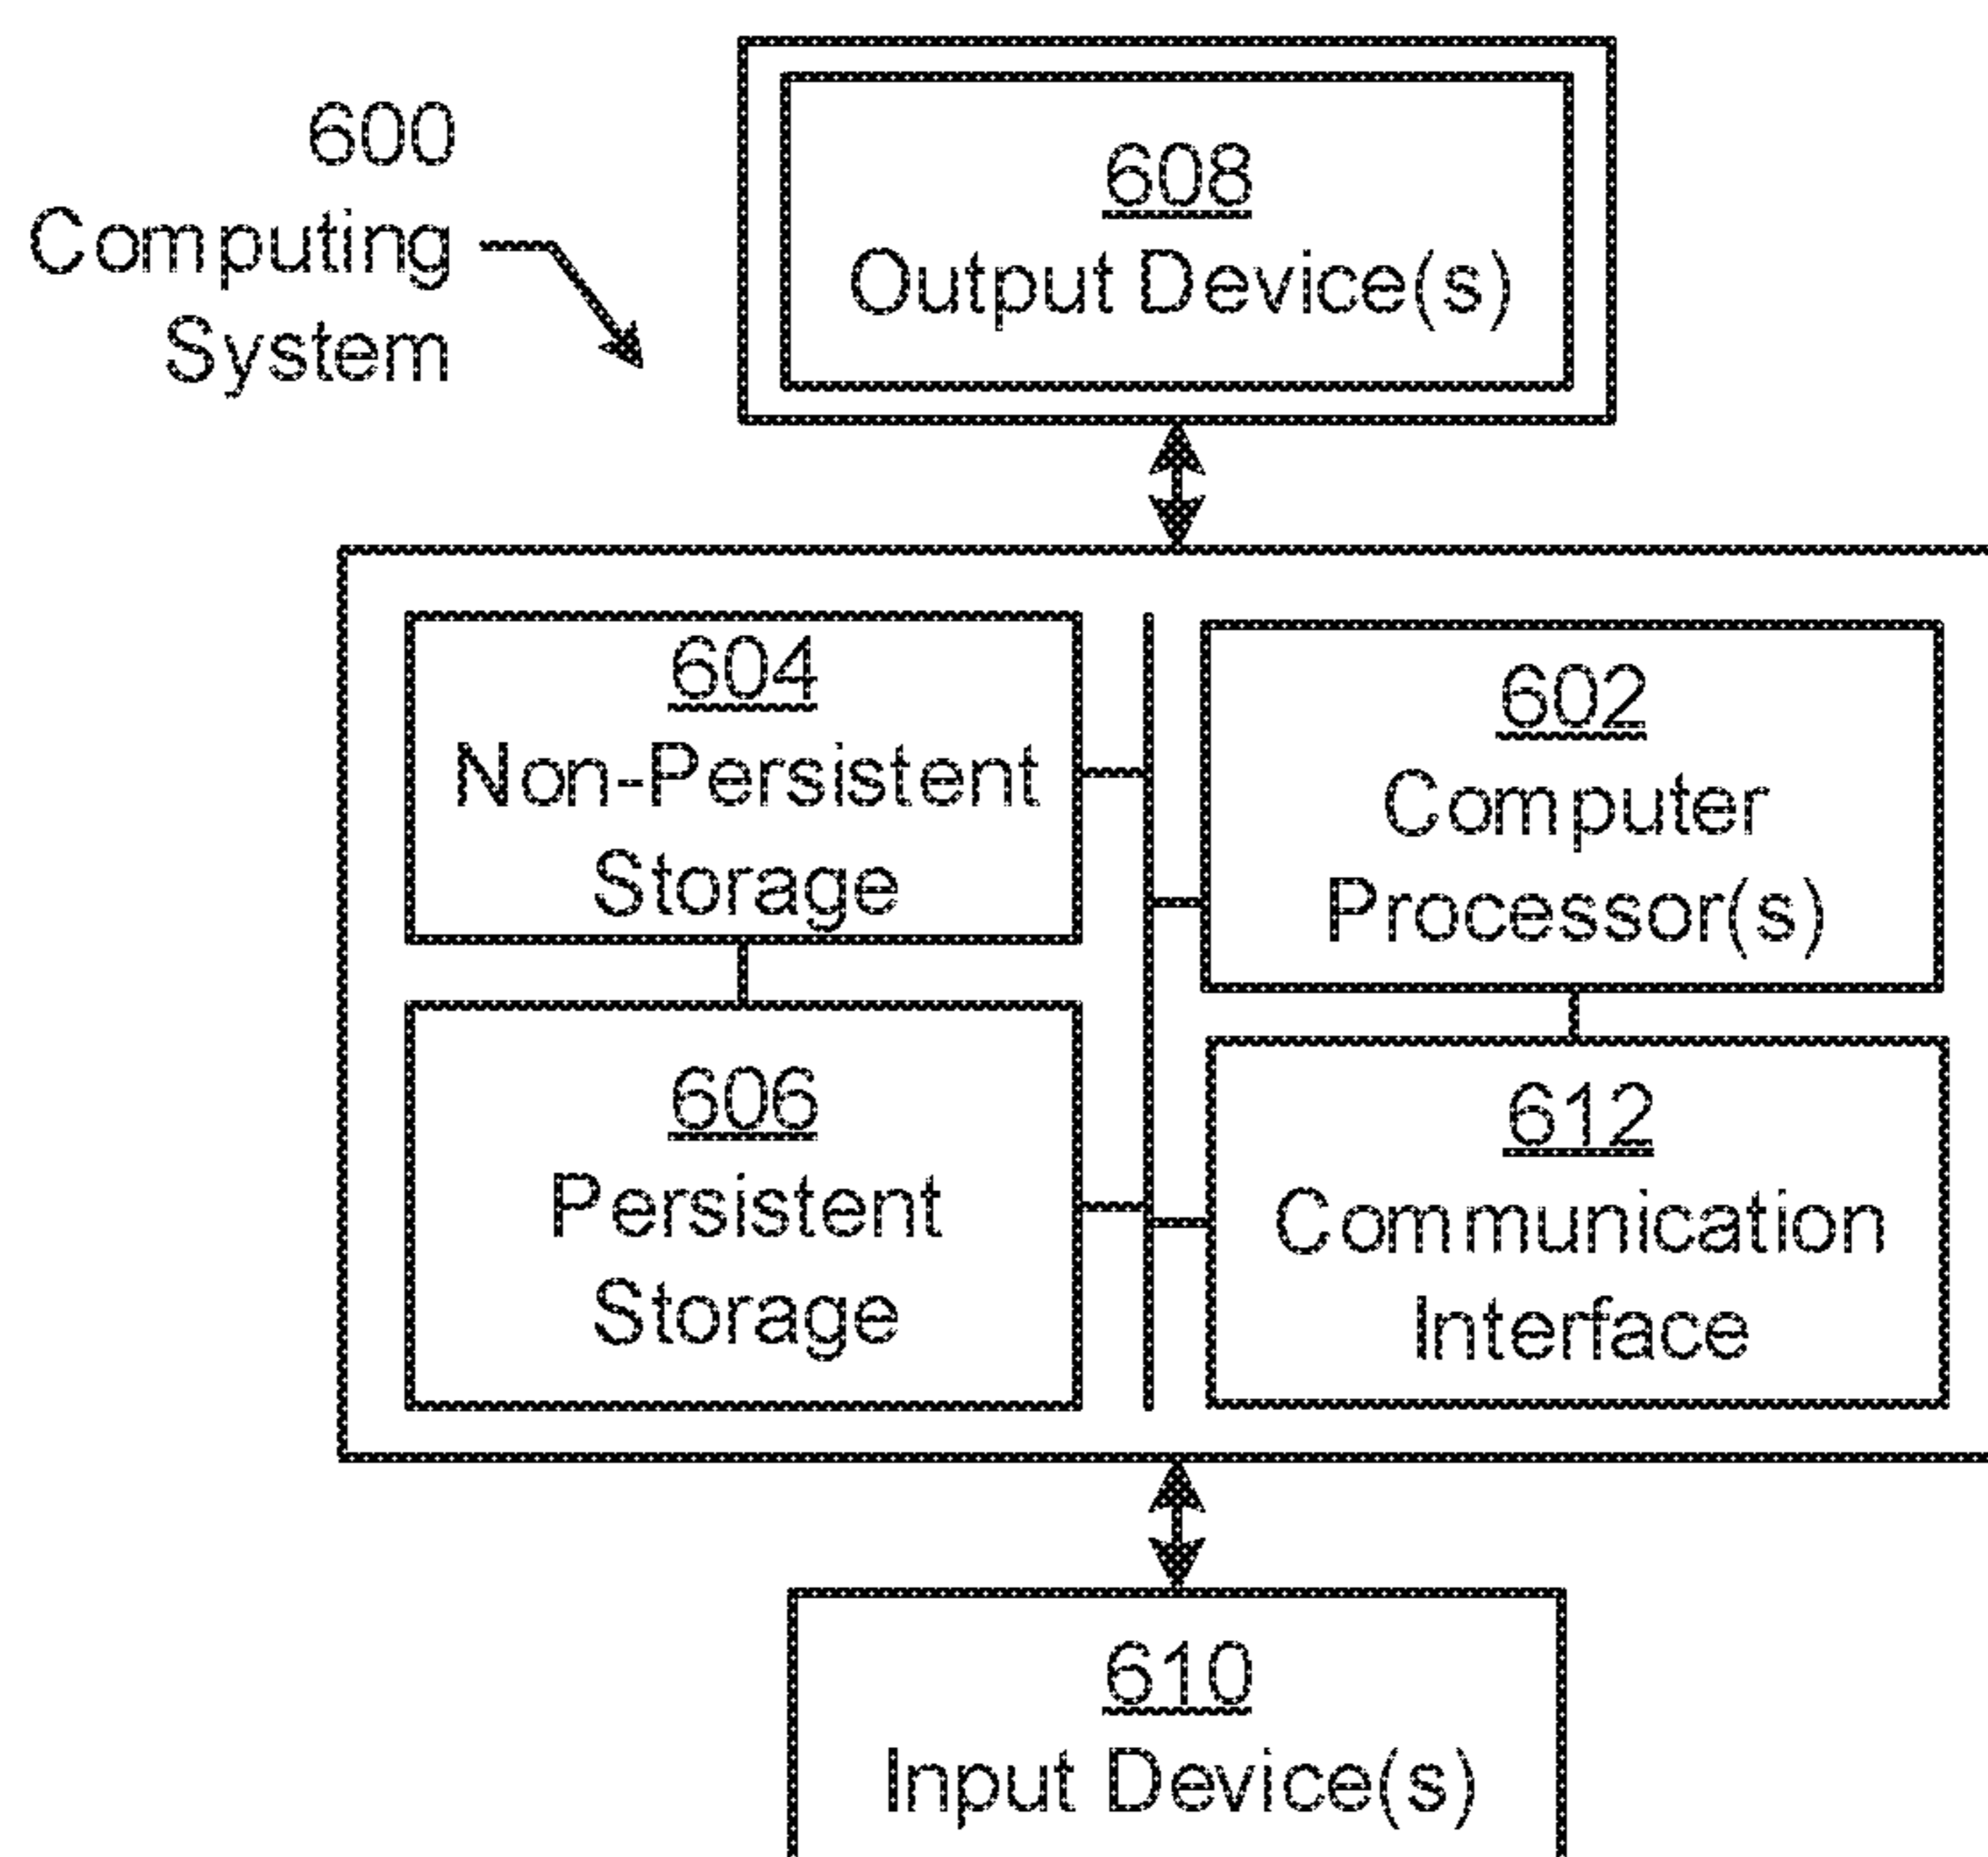 600
Computing
System
608
Output Device(s)
604
Non-Persistent
Storage
602
Computer
Processor(s)
606
Persistent
Storage
612
Communication
Interface
610
Input Device(s)